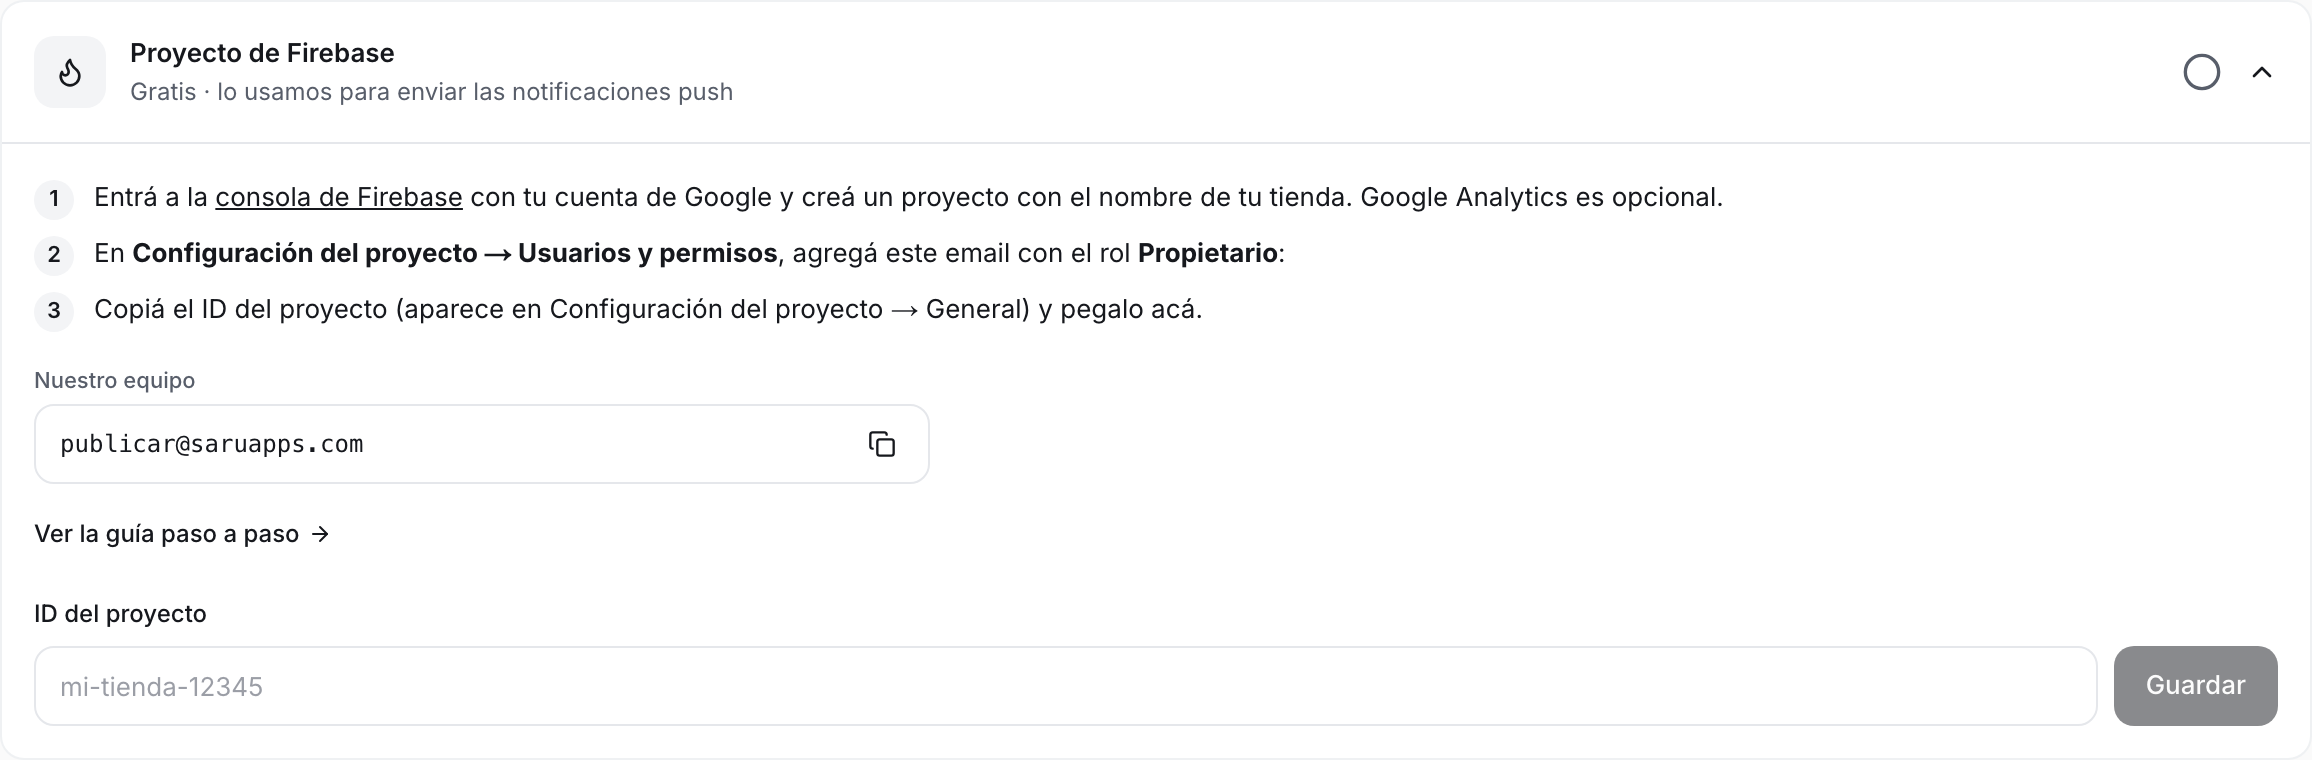 Proyecto de Firebase
Gratis · lo usamos para enviar las notificaciones push
1 Entrá a la consola de Firebase con tu cuenta de Google y creá un proyecto con el nombre de tu tienda. Google Analytics es opcional.
2 En Configuración del proyecto → Usuarios y permisos, agregá este email con el rol Propietario:
3 Copiá el ID del proyecto (aparece en Configuración del proyecto → General) y pegalo acá.
Nuestro equipo
publicar@saruapps.com
Ver la guía paso a paso →
ID del proyecto
mi-tienda-12345
Guardar